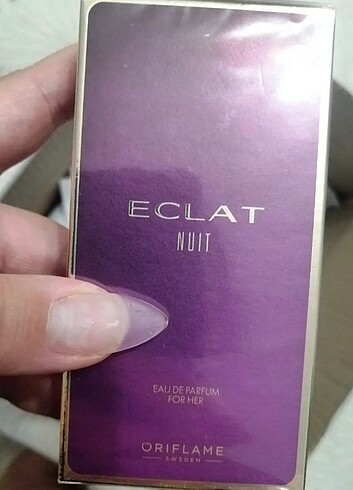 ECLAT
NUIT
EAU DE PARFUM
FOR HER
ORIFLAME
SWEDEN